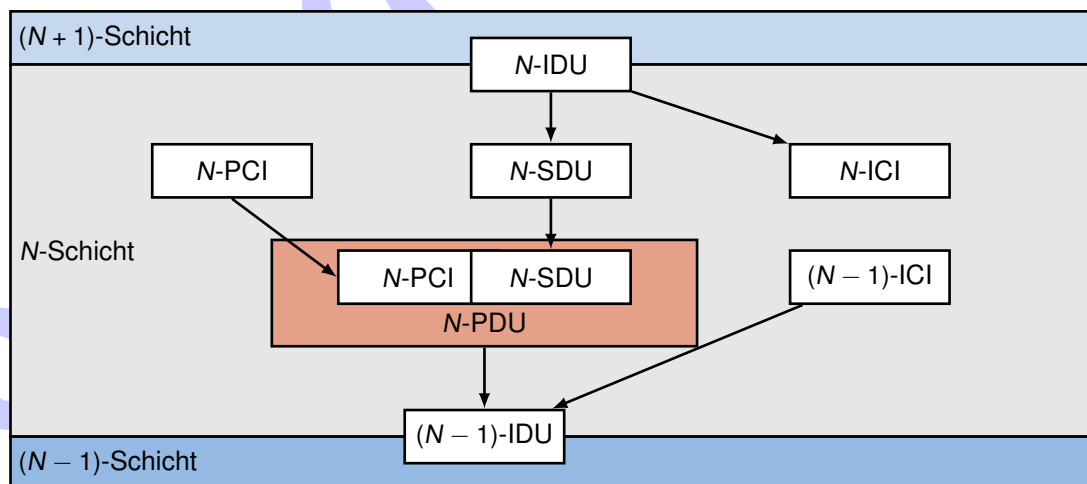 (N + 1)-Schicht
N-IDU
N-PCI
N-SDU
N-ICI
N-Schicht
N-PCI
N-SDU
(N − 1)-ICI
N-PDU
(N − 1)-IDU
(N − 1)-Schicht